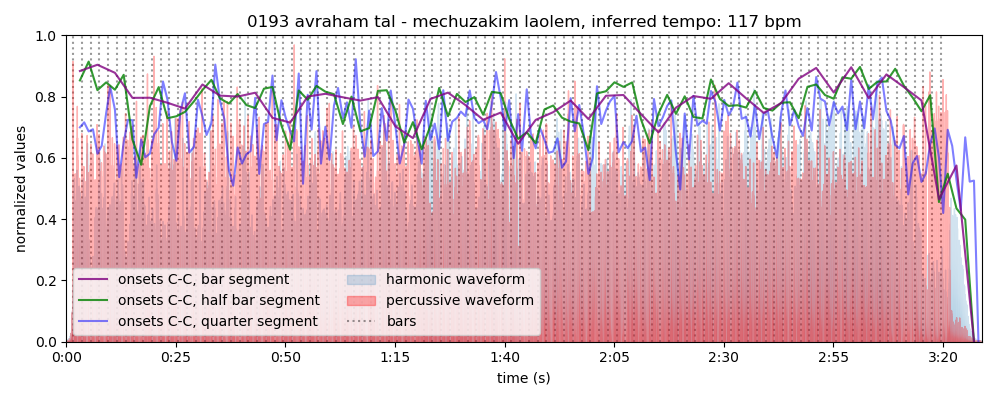 0193 avraham tal - mechuzakim laolem, inferred tempo: 117 bpm
normalized values
1.0
0.8
0.6
0.4
0.2
0.0
onsets C-C, bar segment
onsets C-C, half bar segment
onsets C-C, quarter segment
harmonic waveform
percussive waveform
bars
0:00 0:25 0:50 1:15 1:40 2:05 2:30 2:55 3:20
time (s)